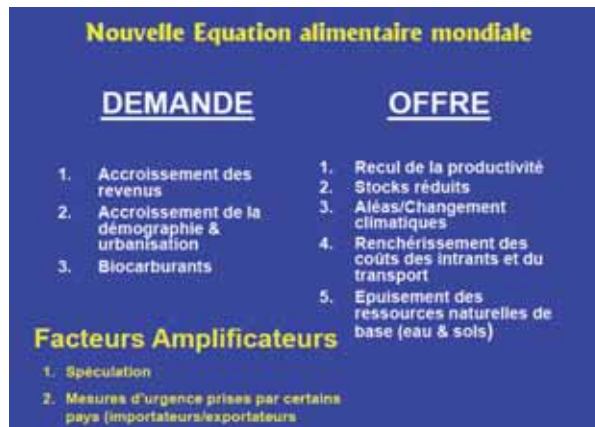 Nouvelle Equation alimentaire mondiale
DEMANDE
1. Accroissement des
revenus
2. Accroissement de la
démographie &
urbanisation
3. Biocarburants
OFFRE
1. Recul de la productivité
2. Stocks réduits
3. Aléas/Changement
climatiques
4. Renchérissement des
coûts des intrants et du
transport
5. Epuisement des
ressources naturelles de
base (eau & sols)
Facteurs Amplificateurs
1. Spéculation
2. Mesures d'urgence prises par certains
pays (importateurs/exportateurs